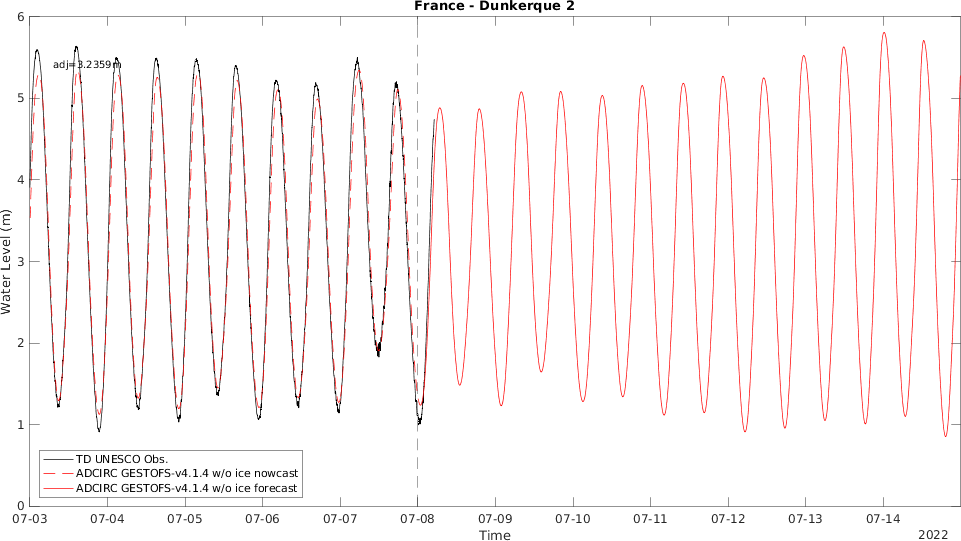 France - Dunkerque 2
6
adj=3.2359m
5
4
3
2
1
0
Water Level (m)
TD UNESCO Obs.
ADCIRC GESTOFS-v4.1.4 w/o ice nowcast
ADCIRC GESTOFS-v4.1.4 w/o ice forecast
07-03 07-04 07-05 07-06 07-07 07-08 07-09 07-10 07-11 07-12 07-13 07-14
Time
2022